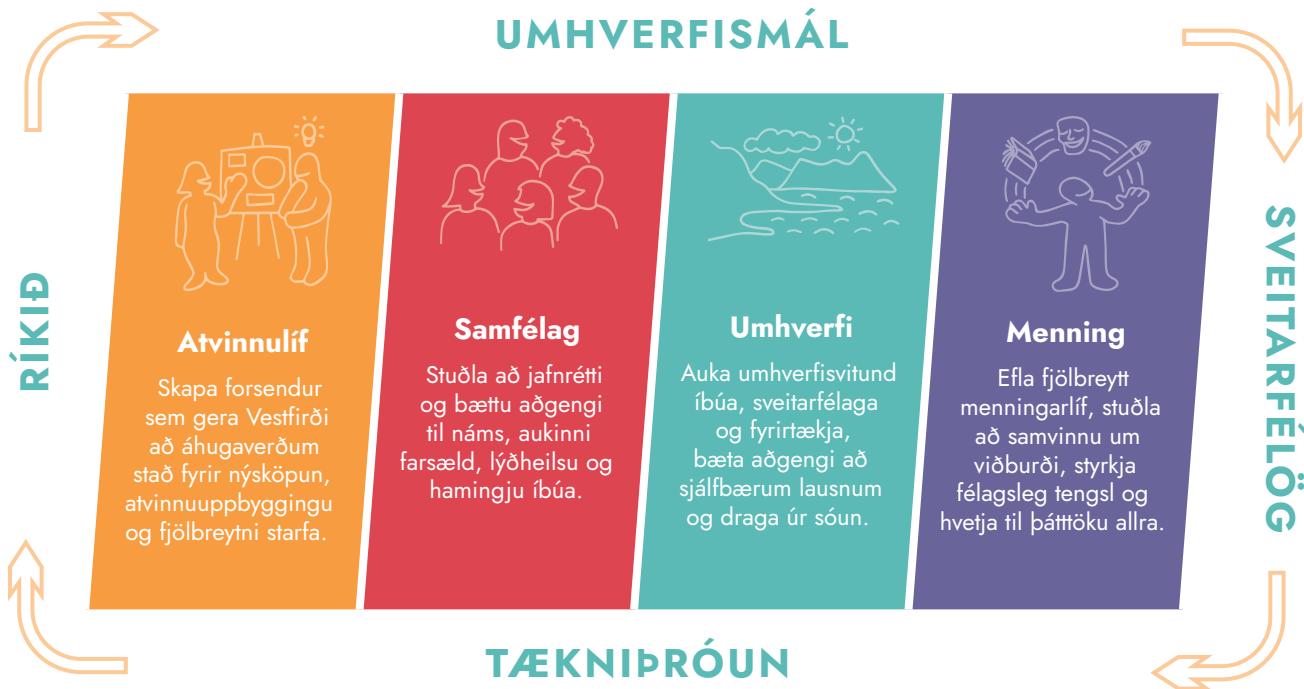 UMHVERFISMÁL
RÍKIÐ
Atvinnulíf
Skapa forsendur
sem gera Vestfirði
að áhugaverðum
stað fyrir nýsköpun,
atvinnuuppbyggingu
og fjölbreytni starfa.
Samfélag
Stuðla að jafnrétti
og bættu aðgengi
til náms, aukinni
farsæld, lýðheilsu og
hamingju íbúa.
Umhverfi
Auka umhverfisvitund
íbúa, sveitarfélaga
og fyrirtækja,
bæta aðgengi að
sjálfbærum lausnum
og draga úr sóun.
Menning
Efla fjölbreytt
menningarlíf, stuðla
að samvinnu um
viðburði, styrkja
félagsleg tengsl og
hvetja til þátttöku allra.
SVEITARFÉLÖG
TÆKNIÞRÓUN